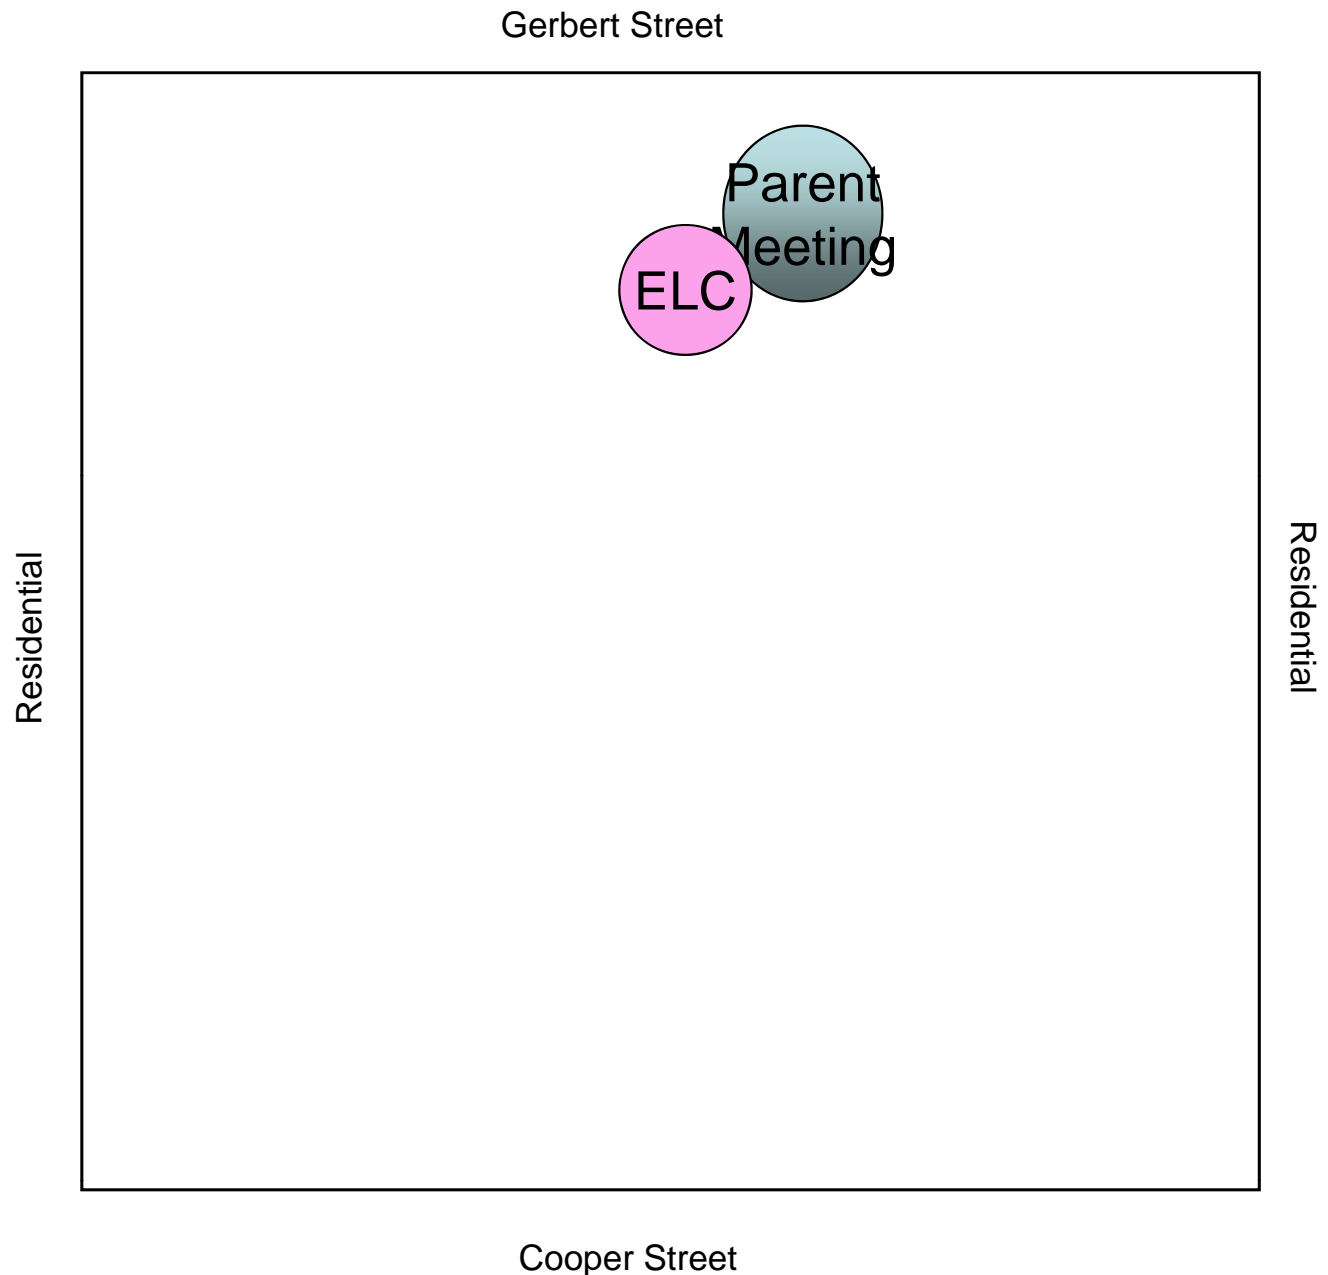 Gerbert Street
Parent
Meeting
ELC
Residential
Residential
Cooper Street